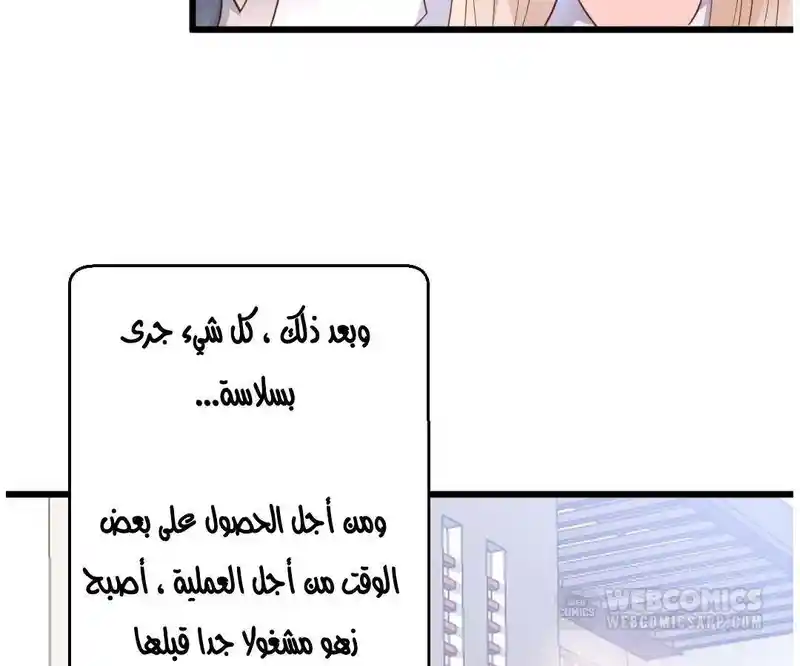 وبعد ذلك ، كل شيء جرى
بسلاسة...
ومن أجل الحصول على بعض
الوقت من أجل العملية ، أصبح
زهو مشغولا جدا قبلها
WEBCOMICS
WEBCOMICSAPP.COM